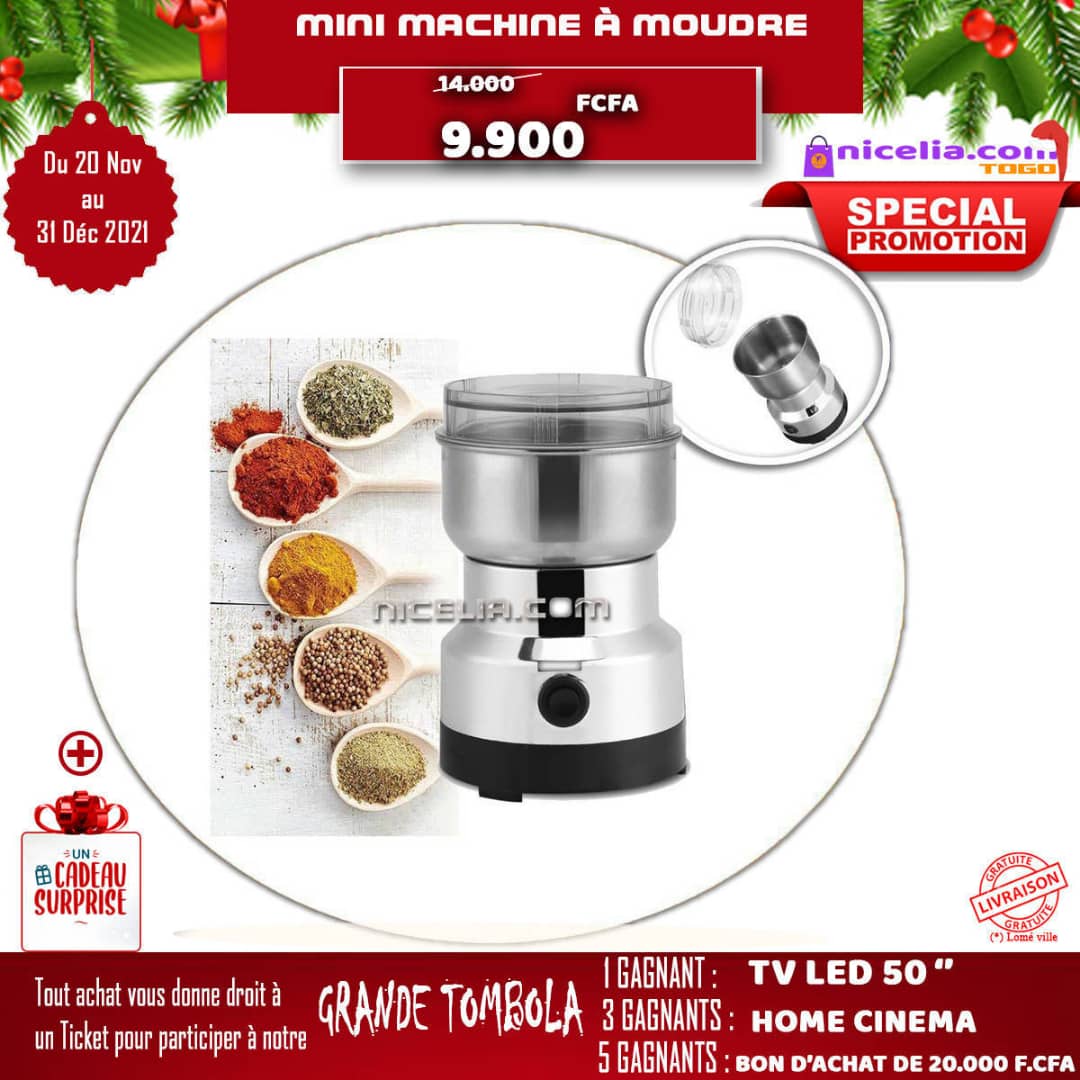 MINI MACHINE À MOUDRE
14.000
FCFA
9.900
Du 20 Nov
au
31 Déc 2021
nicelia.com
TOGO
SPECIAL
PROMOTION
NICELIA.COM
UN
CADEAU
SURPRISE
GRATUITE
LIVRAISON
GRATUITE
(*) Lomé ville
Tout achat vous donne droit à
un Ticket pour participer à notre
GRANDE TOMBOLA
1 GAGNANT : TV LED 50 "
3 GAGNANTS : HOME CINEMA
5 GAGNANTS : BON D'ACHAT DE 20.000 F.CFA